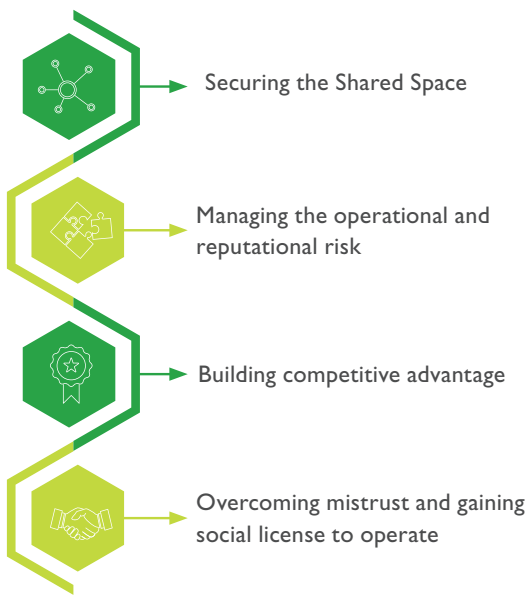 Securing the Shared Space
Managing the operational and
reputational risk
Building competitive advantage
Overcoming mistrust and gaining
social license to operate